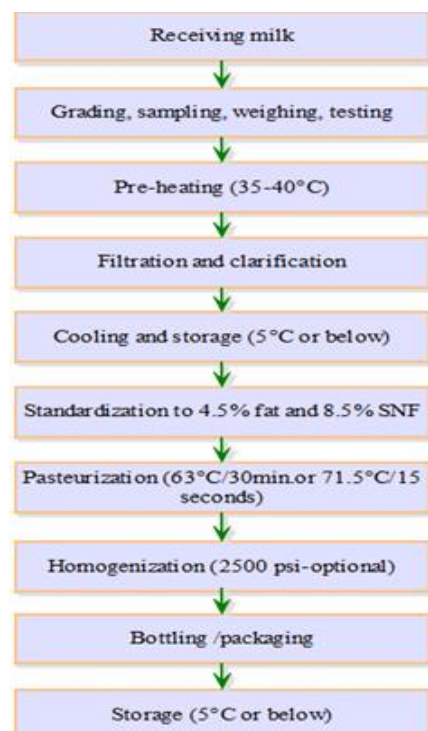 Receiving milk
Grading, sampling, weighing, testing
Pre-heating (35-40°C)
Filtration and clarification
Cooling and storage (5°C or below)
Standardization to 4.5% fat and 8.5% SNF
Pasteurization (63°C/30min.or 71.5°C/15
seconds)
Homogenization (2500 psi-optional)
Bottling /packaging
Storage (5°C or below)